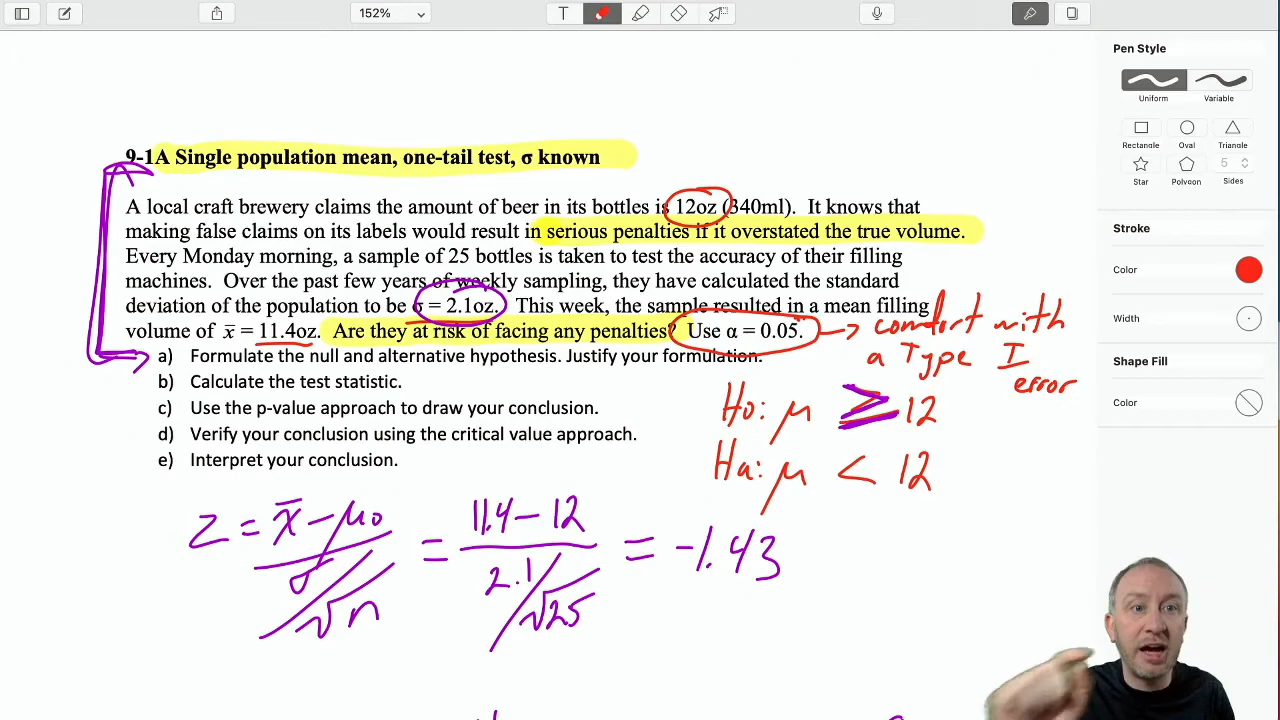 152%
T
Pen Style
Uniform
Variable
Rectangle
Oval
Triangle
Star
Polygon
5
Sides
Stroke
Color
Width
Shape Fill
Color
9-1A Single population mean, one-tail test, σ known
A local craft brewery claims the amount of beer in its bottles is 12oz (340ml). It knows that
making false claims on its labels would result in serious penalties if it overstated the true volume.
Every Monday morning, a sample of 25 bottles is taken to test the accuracy of their filling
machines. Over the past few years of weekly sampling, they have calculated the standard
deviation of the population to be σ = 2.1oz. This week, the sample resulted in a mean filling
volume of x̄ = 11.4oz. Are they at risk of facing any penalties? Use α = 0.05.
→ comfort with
a Type I
error
a) Formulate the null and alternative hypothesis. Justify your formulation.
b) Calculate the test statistic.
c) Use the p-value approach to draw your conclusion.
d) Verify your conclusion using the critical value approach.
e) Interpret your conclusion.
Ho: μ ≥ 12
Ha: μ < 12
z = x̄ - μ0 / σ/√n = 11.4 - 12 / 2.1/√25 = -1.43